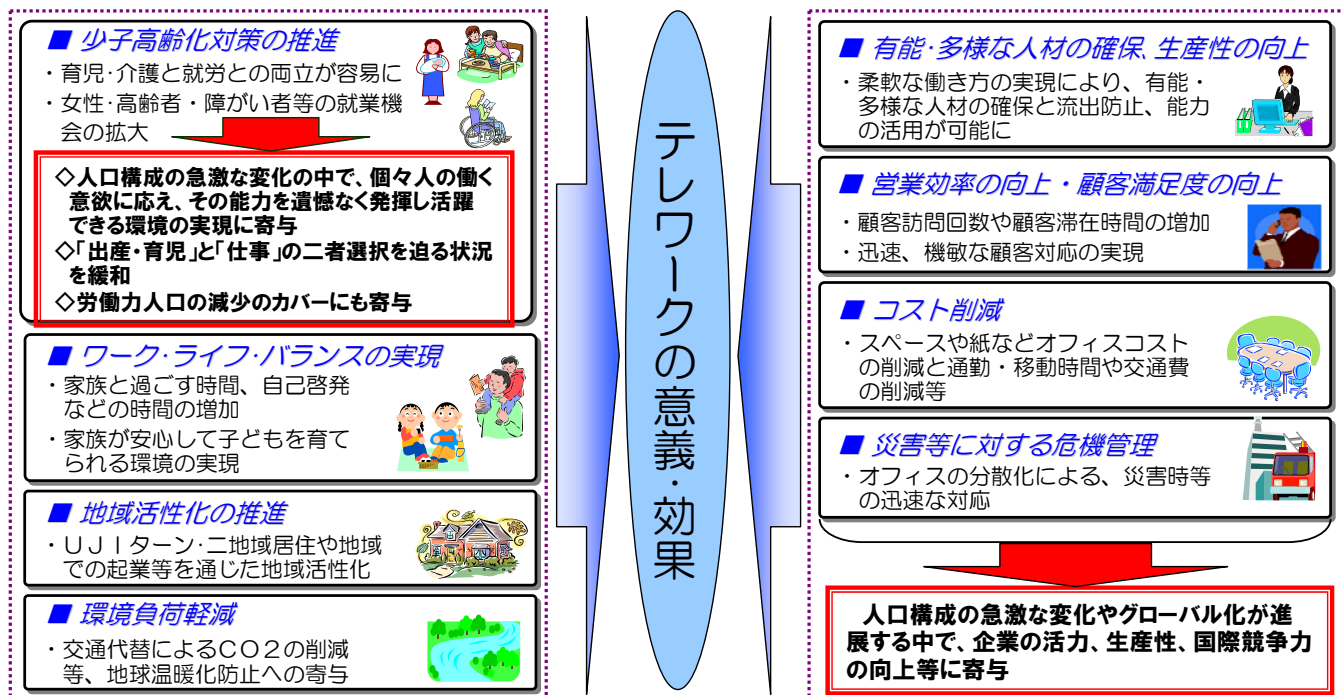 ■ 少子高齢化対策の推進
・育児・介護と就労との両立が容易に
・女性・高齢者・障がい者等の就業機
会の拡大
◇人口構成の急激な変化の中で、個々人の働く
意欲に応え、その能力を遺憾なく発揮し活躍
できる環境の実現に寄与
◇「出産・育児」と「仕事」の二者選択を迫る状況
を緩和
◇労働力人口の減少のカバーにも寄与
■ ワーク・ライフ・バランスの実現
・家族と過ごす時間、自己啓発
などの時間の増加
・家族が安心して子どもを育て
られる環境の実現
■ 地域活性化の推進
・ＵＪＩターン・二地域居住や地域
での起業等を通じた地域活性化
■ 環境負荷軽減
・交通代替によるＣＯ２の削減
等、地球温暖化防止への寄与
テレワークの意義・効果
■ 有能・多様な人材の確保、生産性の向上
・柔軟な働き方の実現により、有能・
多様な人材の確保と流出防止、能力
の活用が可能に
■ 営業効率の向上・顧客満足度の向上
・顧客訪問回数や顧客滞在時間の増加
・迅速、機敏な顧客対応の実現
■ コスト削減
・スペースや紙などオフィスコスト
の削減と通勤・移動時間や交通費
の削減等
■ 災害等に対する危機管理
・オフィスの分散化による、災害時等
の迅速な対応
人口構成の急激な変化やグローバル化が進
展する中で、企業の活力、生産性、国際競争力
の向上等に寄与